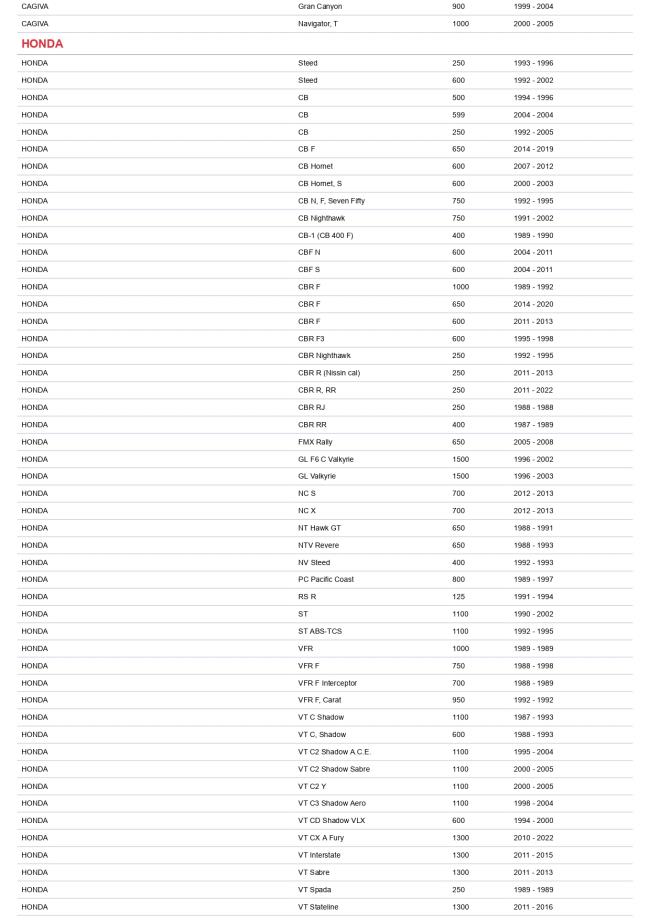 CAGIVA Gran Canyon 900 1999 - 2004
CAGIVA Navigator, T 1000 2000 - 2005
HONDA
HONDA Steed 250 1993 - 1996
HONDA Steed 600 1992 - 2002
HONDA CB 500 1994 - 1996
HONDA CB 599 2004 - 2004
HONDA CB 250 1992 - 2005
HONDA CB F 650 2014 - 2019
HONDA CB Hornet 600 2007 - 2012
HONDA CB Hornet, S 600 2000 - 2003
HONDA CB N, F, Seven Fifty 750 1992 - 1995
HONDA CB Nighthawk 750 1991 - 2002
HONDA CB-1 (CB 400 F) 400 1989 - 1990
HONDA CBF N 600 2004 - 2011
HONDA CBF S 600 2004 - 2011
HONDA CBR F 1000 1989 - 1992
HONDA CBR F 650 2014 - 2020
HONDA CBR F 600 2011 - 2013
HONDA CBR F3 600 1995 - 1998
HONDA CBR Nighthawk 250 1992 - 1995
HONDA CBR R (Nissin cal) 250 2011 - 2013
HONDA CBR R, RR 250 2011 - 2022
HONDA CBR RJ 250 1988 - 1988
HONDA CBR RR 400 1987 - 1989
HONDA FMX Rally 650 2005 - 2008
HONDA GL F6 C Valkyrie 1500 1996 - 2002
HONDA GL Valkyrie 1500 1996 - 2003
HONDA NC S 700 2012 - 2013
HONDA NC X 700 2012 - 2013
HONDA NT Hawk GT 650 1988 - 1991
HONDA NTV Revere 650 1988 - 1993
HONDA NV Steed 400 1992 - 1993
HONDA PC Pacific Coast 800 1989 - 1997
HONDA RS R 125 1991 - 1994
HONDA ST 1100 1990 - 2002
HONDA ST ABS-TCS 1100 1992 - 1995
HONDA VFR 1000 1989 - 1989
HONDA VFR F 750 1988 - 1998
HONDA VFR F Interceptor 700 1988 - 1989
HONDA VFR F, Carat 950 1992 - 1992
HONDA VT C Shadow 1100 1987 - 1993
HONDA VT C, Shadow 600 1988 - 1993
HONDA VT C2 Shadow A.C.E. 1100 1995 - 2004
HONDA VT C2 Shadow Sabre 1100 2000 - 2005
HONDA VT C2 Y 1100 2000 - 2005
HONDA VT C3 Shadow Aero 1100 1998 - 2004
HONDA VT CD Shadow VLX 600 1994 - 2000
HONDA VT CX A Fury 1300 2010 - 2022
HONDA VT Interstate 1300 2011 - 2015
HONDA VT Sabre 1300 2011 - 2013
HONDA VT Spada 250 1989 - 1989
HONDA VT Stateline 1300 2011 - 2016